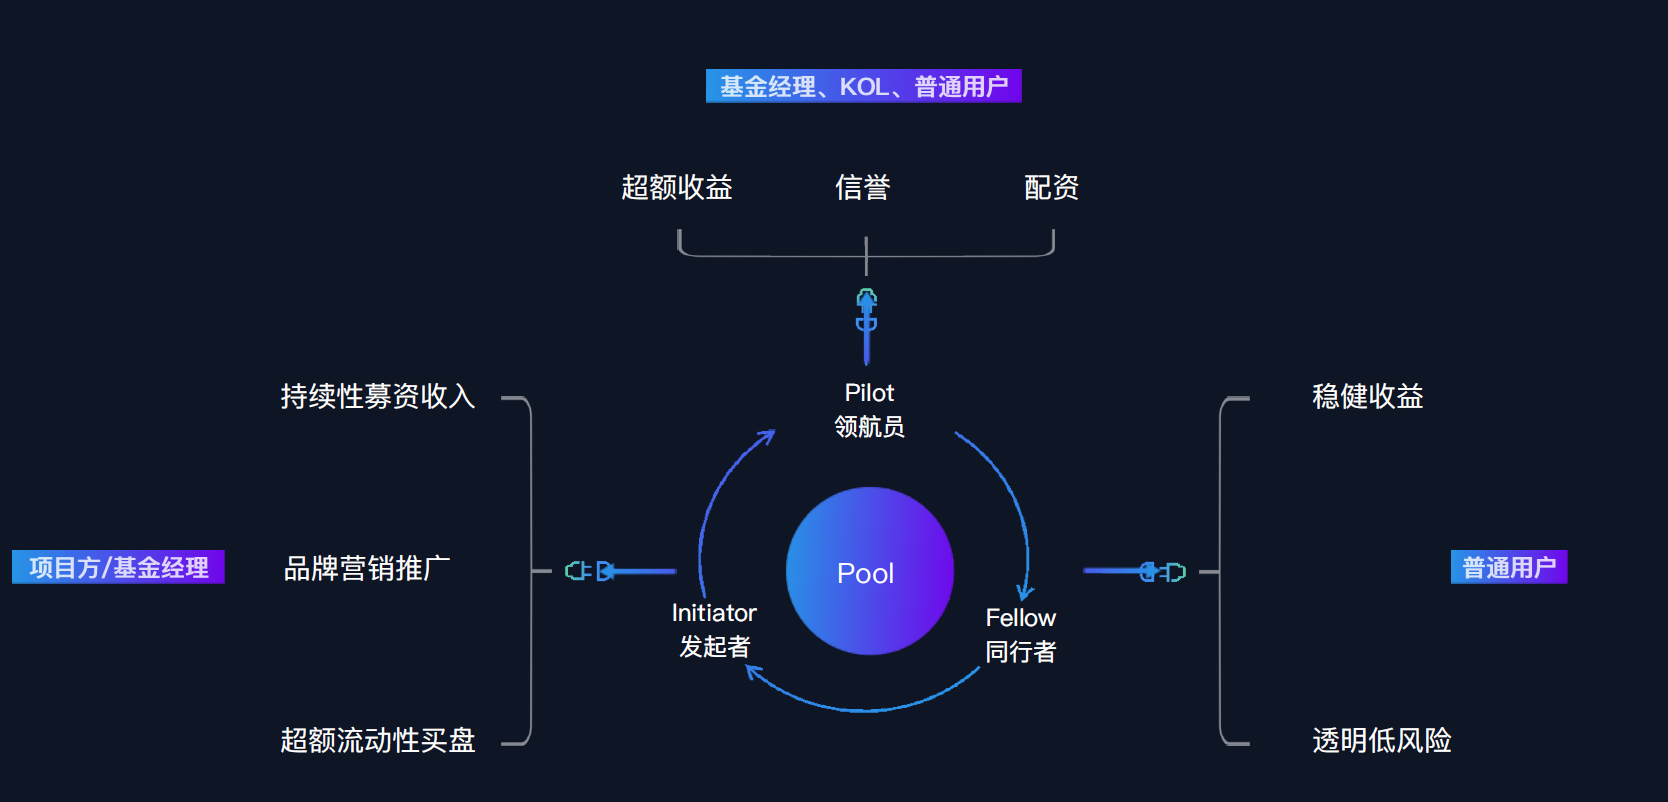 基金经理、KOL、普通用户
超额收益
信誉
配资
Pilot
领航员
持续性募资收入
稳健收益
项目方/基金经理
品牌营销推广
Pool
普通用户
Initiator
发起者
Fellow
同行者
超额流动性买盘
透明低风险